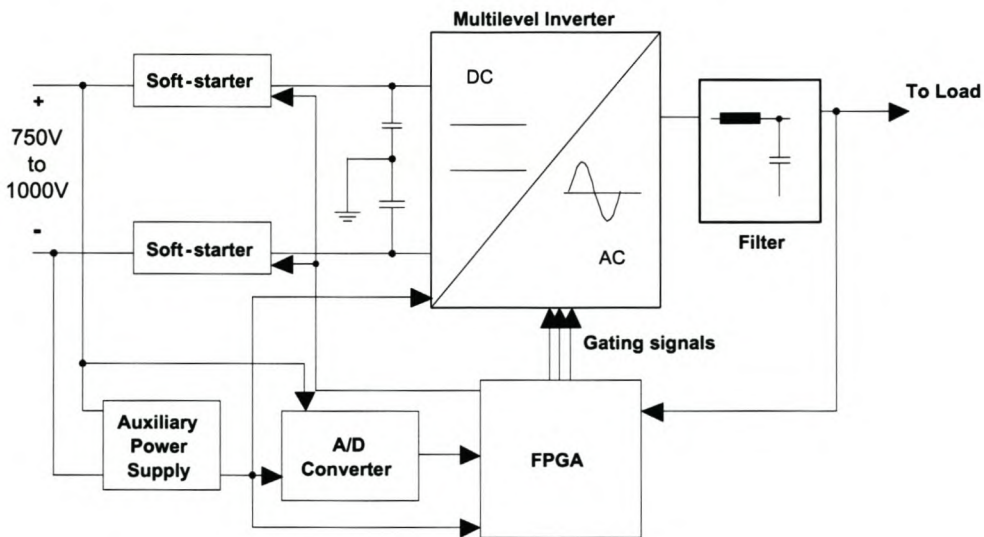 Multilevel Inverter
Soft-starter
DC
To Load
+
750V
to
1000V
-
Soft-starter
Filter
AC
Gating signals
Auxiliary
Power
Supply
A/D
Converter
FPGA